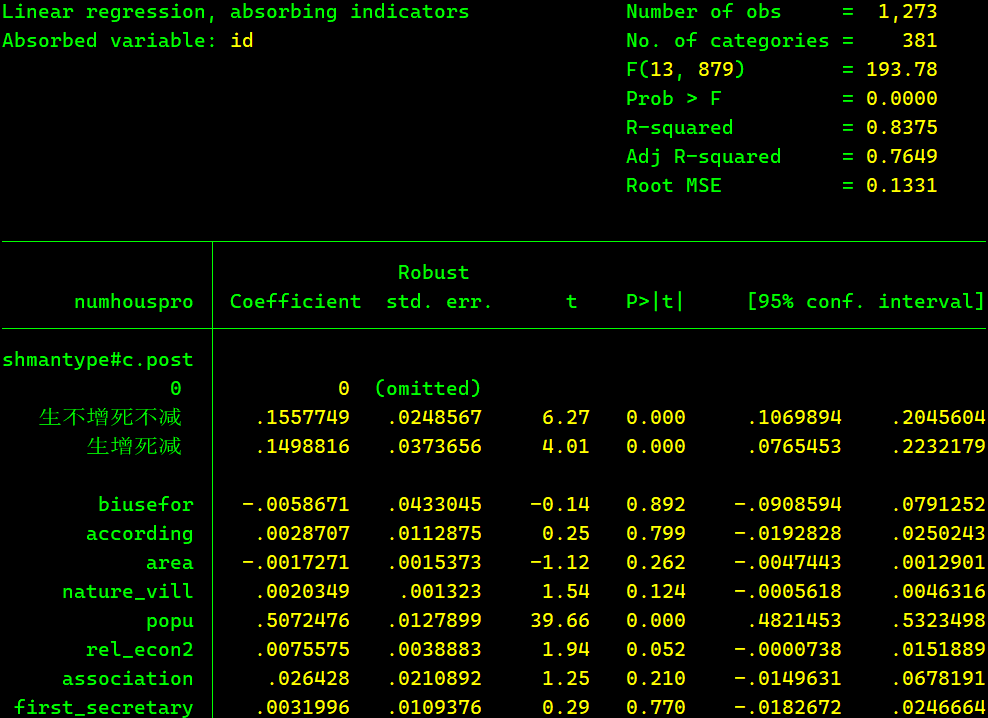 Linear regression, absorbing indicators Number of obs = 1,273
Absorbed variable: id No. of categories = 381
F(13, 879) = 193.78
Prob > F = 0.0000
R-squared = 0.8375
Adj R-squared = 0.7649
Root MSE = 0.1331
Robust
numhouspro Coefficient std. err. t P>|t| [95% conf. interval]
shmantype#c.post
0 0 (omitted)
生不增死不减 .1557749 .0248567 6.27 0.000 .1069894 .2045604
生增死减 .1498816 .0373656 4.01 0.000 .0765453 .2232179
biusefor -.0058671 .0433045 -0.14 0.892 -.0908594 .0791252
according .0028707 .0112875 0.25 0.799 -.0192828 .0250243
area -.0017271 .0015373 -1.12 0.262 -.0047443 .0012901
nature_vill .0020349 .001323 1.54 0.124 -.0005618 .0046316
popu .5072476 .0127899 39.66 0.000 .4821453 .5323498
rel_econ2 .0075575 .0038883 1.94 0.052 -.0000738 .0151889
association .026428 .0210892 1.25 0.210 -.0149631 .0678191
first_secretary .0031996 .0109376 0.29 0.770 -.0182672 .0246664